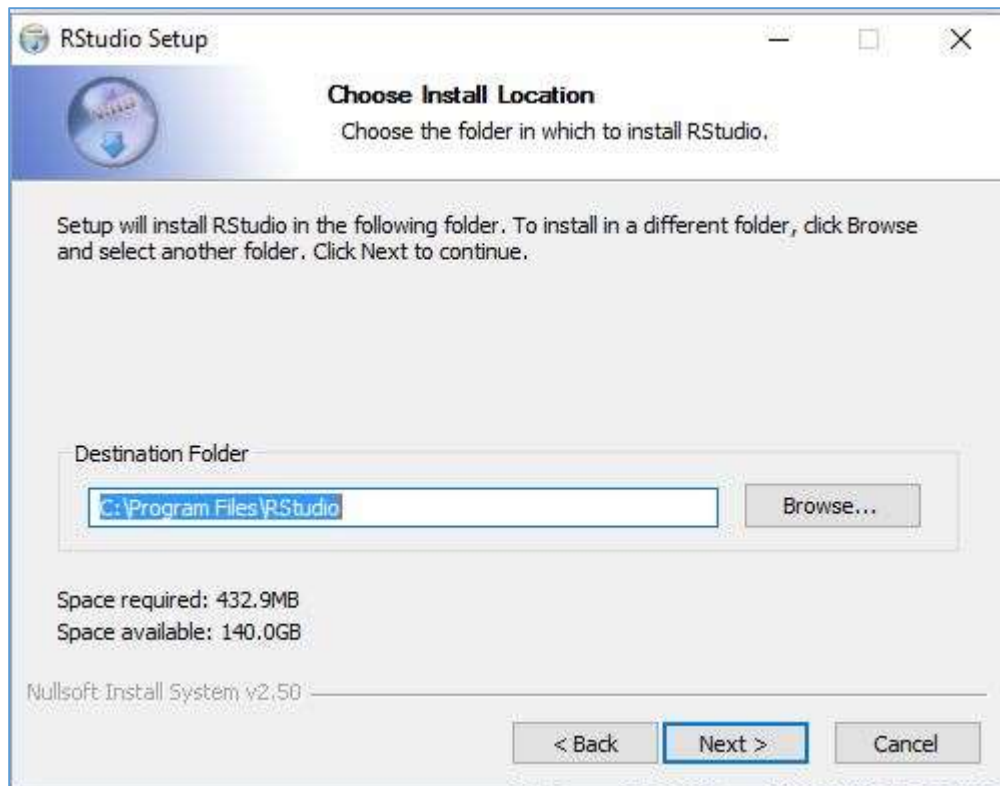 RStudio Setup
Choose Install Location
Choose the folder in which to install RStudio.
Setup will install RStudio in the following folder. To install in a different folder, click Browse
and select another folder. Click Next to continue.
Destination Folder
C:\Program Files\RStudio
Browse...
Space required: 432.9MB
Space available: 140.0GB
Nullsoft Install System v2.50
< Back
Next >
Cancel